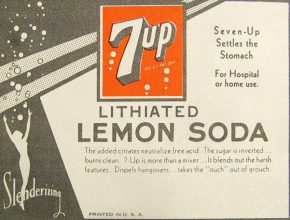 7up
Seven-Up
Settles the
Stomach
For Hospital
or home use.
LITHIATED
LEMON SODA
The added citrates neutralize free acid. The sugar is inverted...
burns clean. 7-Up is more than a mixer...It blends out the harsh
features...Dispels hangovers...takes the "ouch" out of grouch.
Slenderizing
PRINTED IN U. S. A.